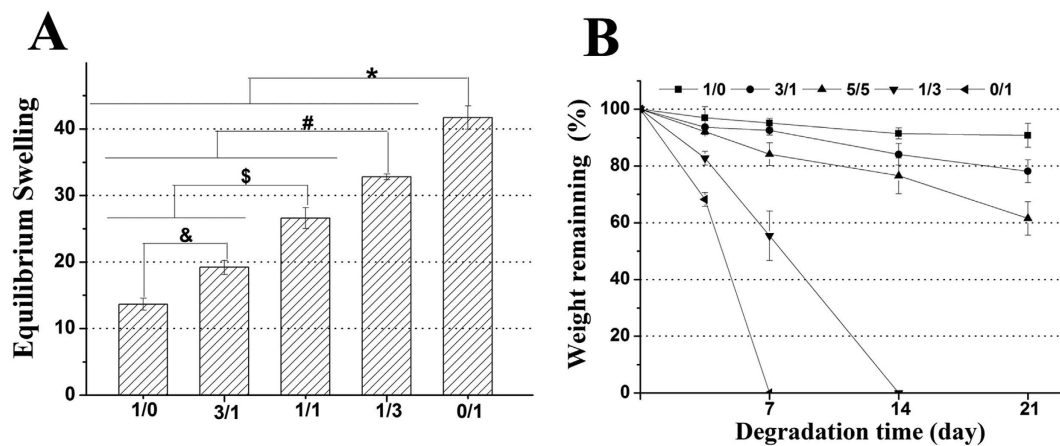 A
Equilibrium Swelling
40
30
20
10
0
*
#
$
&
1/0 3/1 1/1 1/3 0/1
B
1/0 3/1 5/5 1/3 0/1
Weight remainning (%)
100
80
60
40
20
0
7 14 21
Degradation time (day)